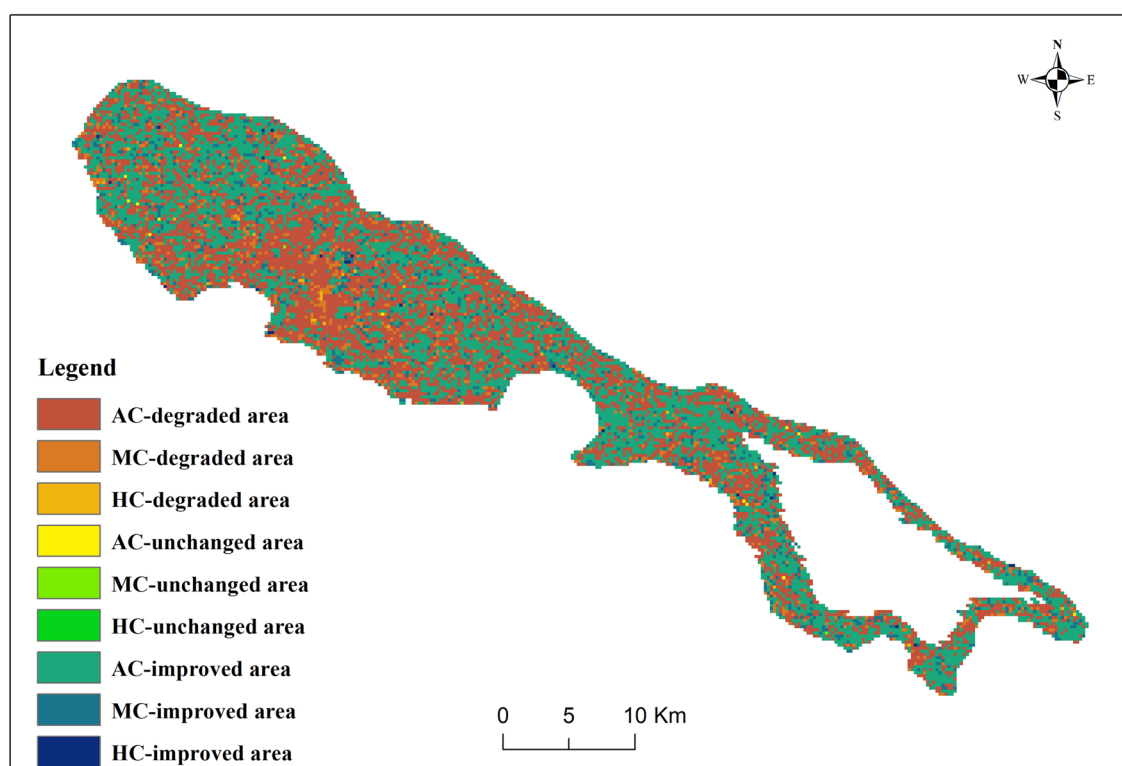 N
W E
S
Legend
AC-degraded area
MC-degraded area
HC-degraded area
AC-unchanged area
MC-unchanged area
HC-unchanged area
AC-improved area
MC-improved area
HC-improved area
0 5 10 Km